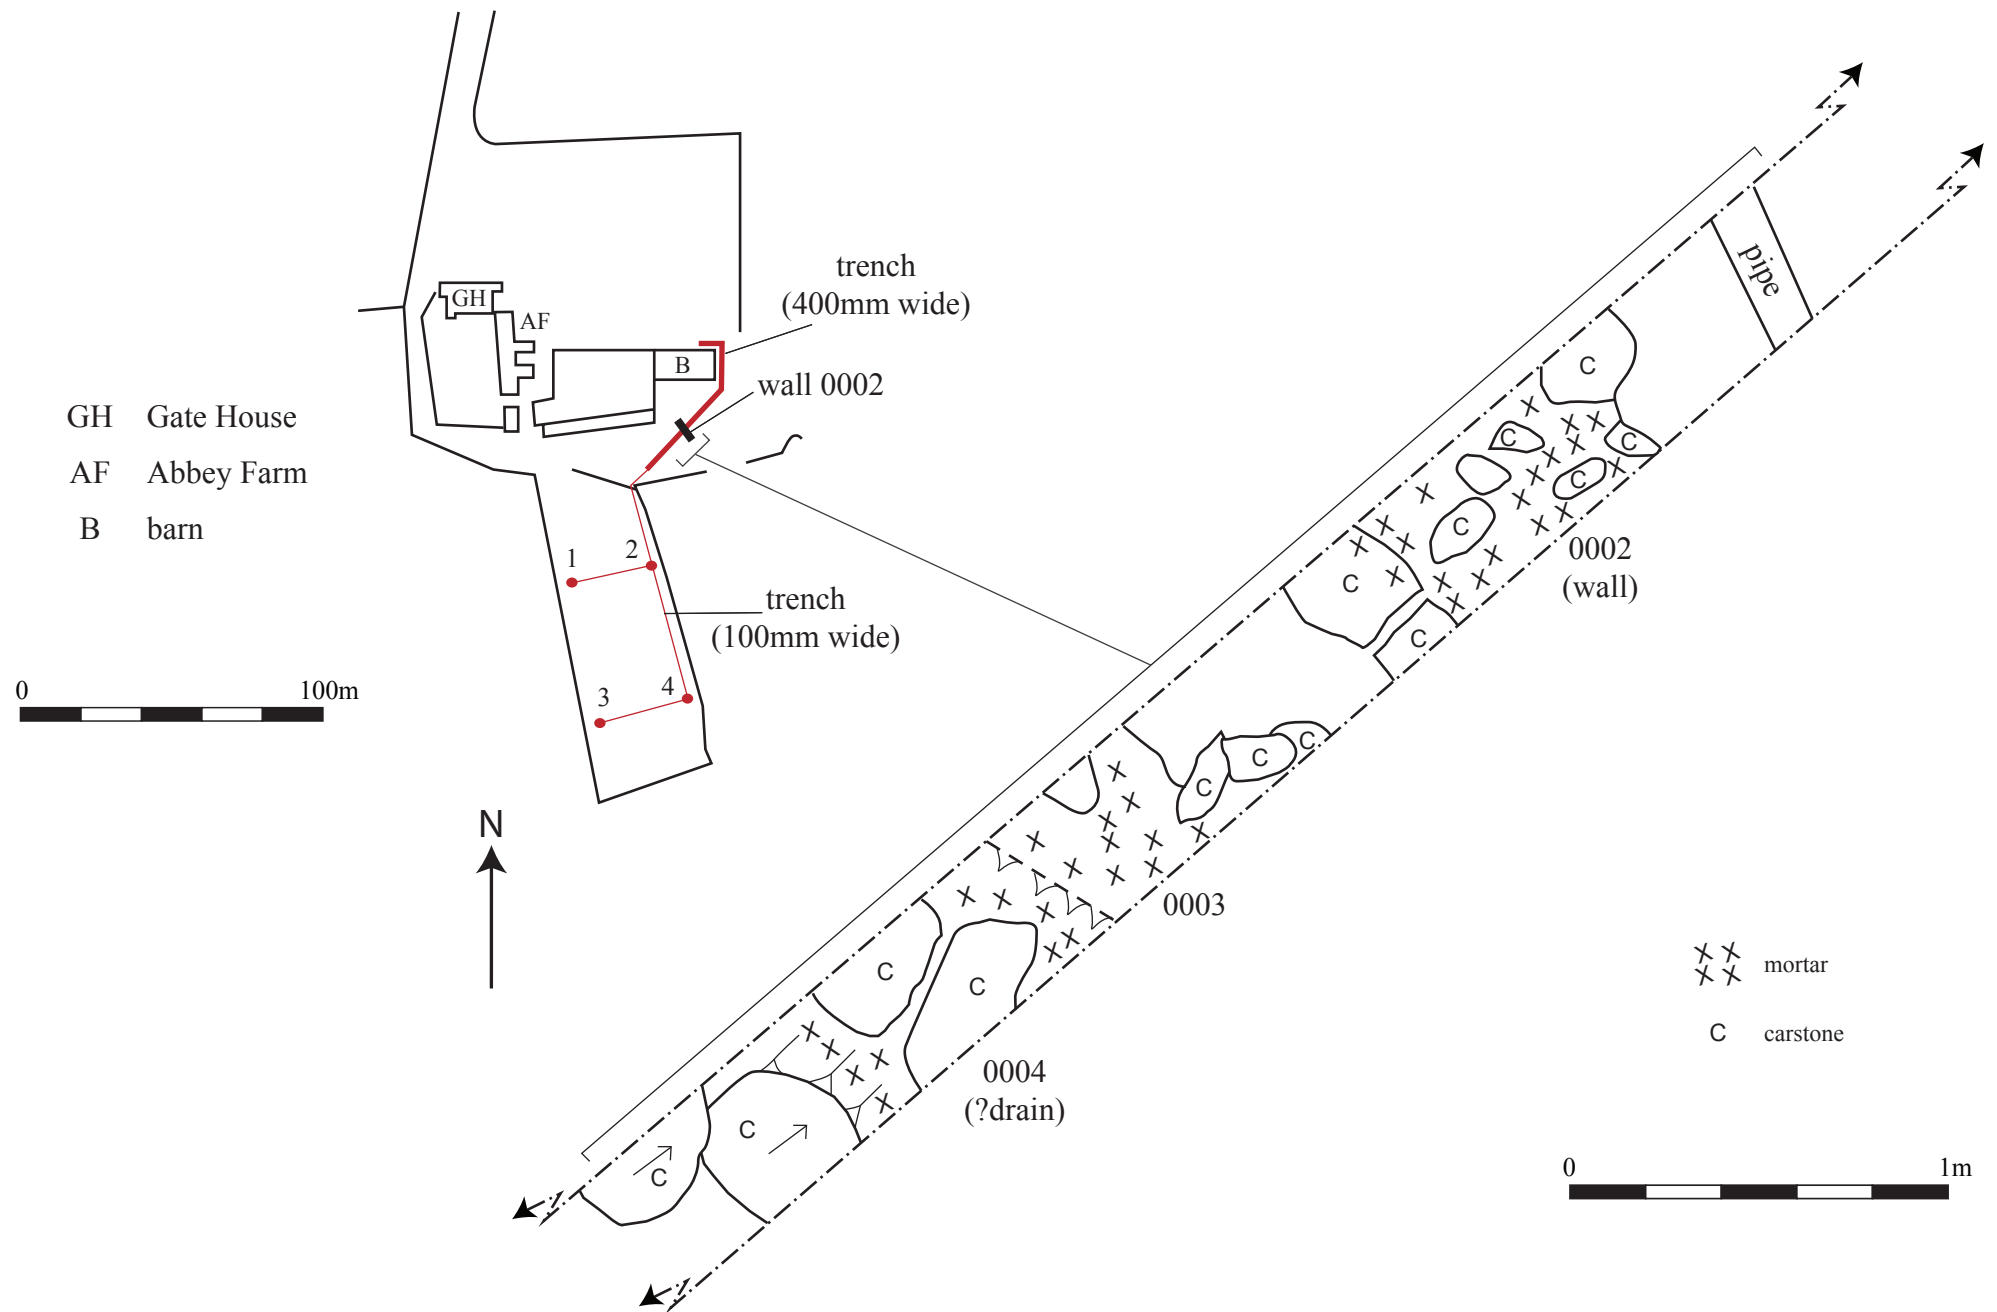 trench
(400mm wide)
pipe
GH
AF
B
wall 0002
GH Gate House
AF Abbey Farm
B barn
1
2
trench
(100mm wide)
3
4
0 100m
N
C
C
C
C
C
C
C
0002
(wall)
C
C
C
C
0003
C
C
0004
(?drain)
C
C
X X
X X mortar
C carstone
0 1m